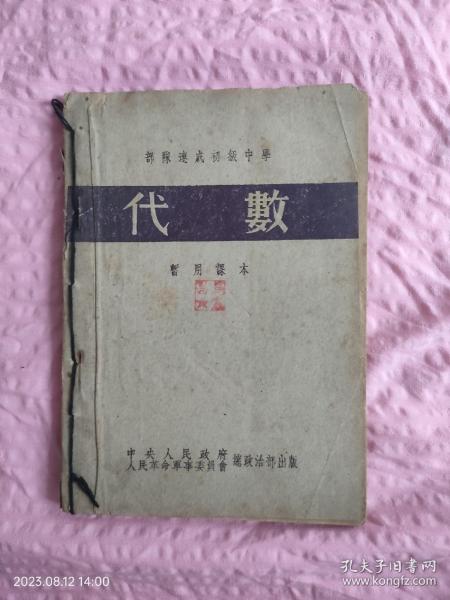 部隊速成初級中學
代數
暫用課本
中央人民政府
人民革命軍事委員會 總政治部出版
2023.08.12 14:00
孔夫子旧书网
www.kongfz.com